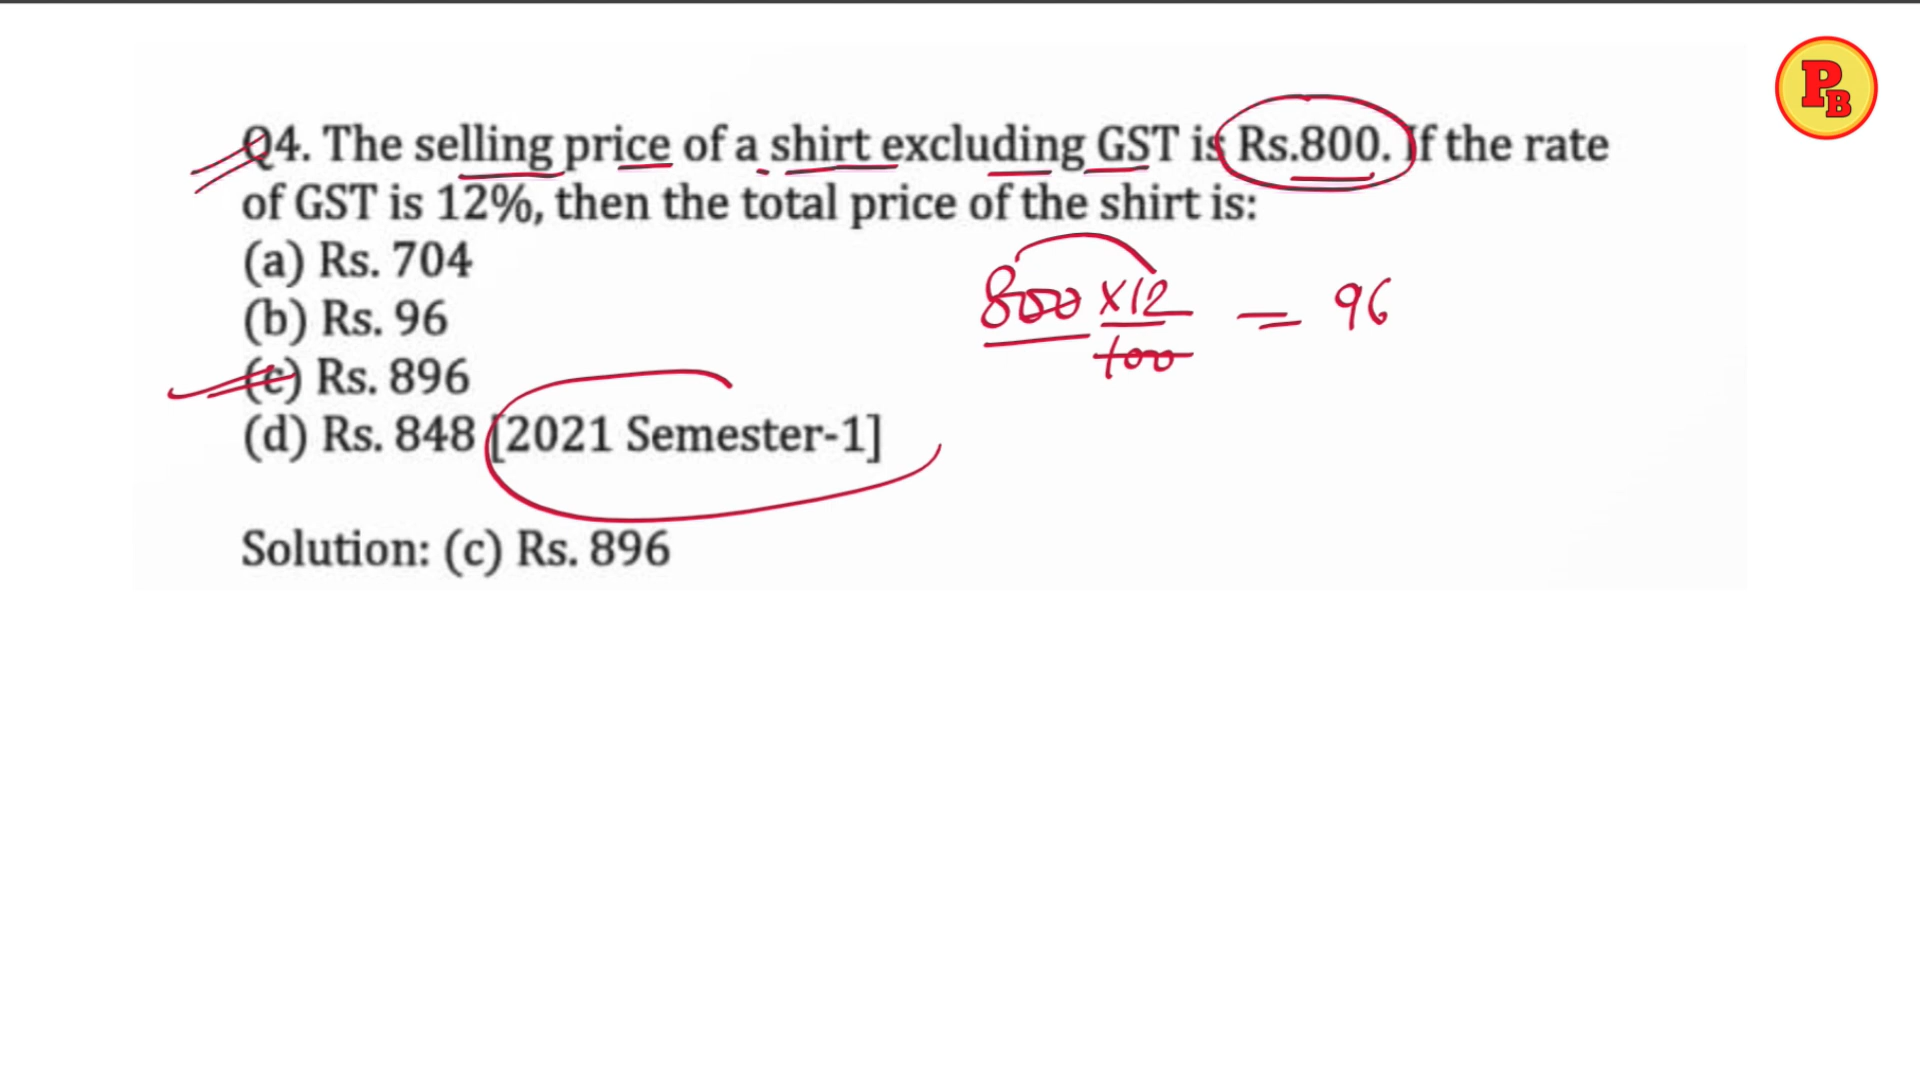 PB
Q4. The selling price of a shirt excluding GST is Rs.800. If the rate
of GST is 12%, then the total price of the shirt is:
(a) Rs. 704
(b) Rs. 96
(c) Rs. 896
(d) Rs. 848 [2021 Semester-1]
800 ×12 = 96
100
Solution: (c) Rs. 896